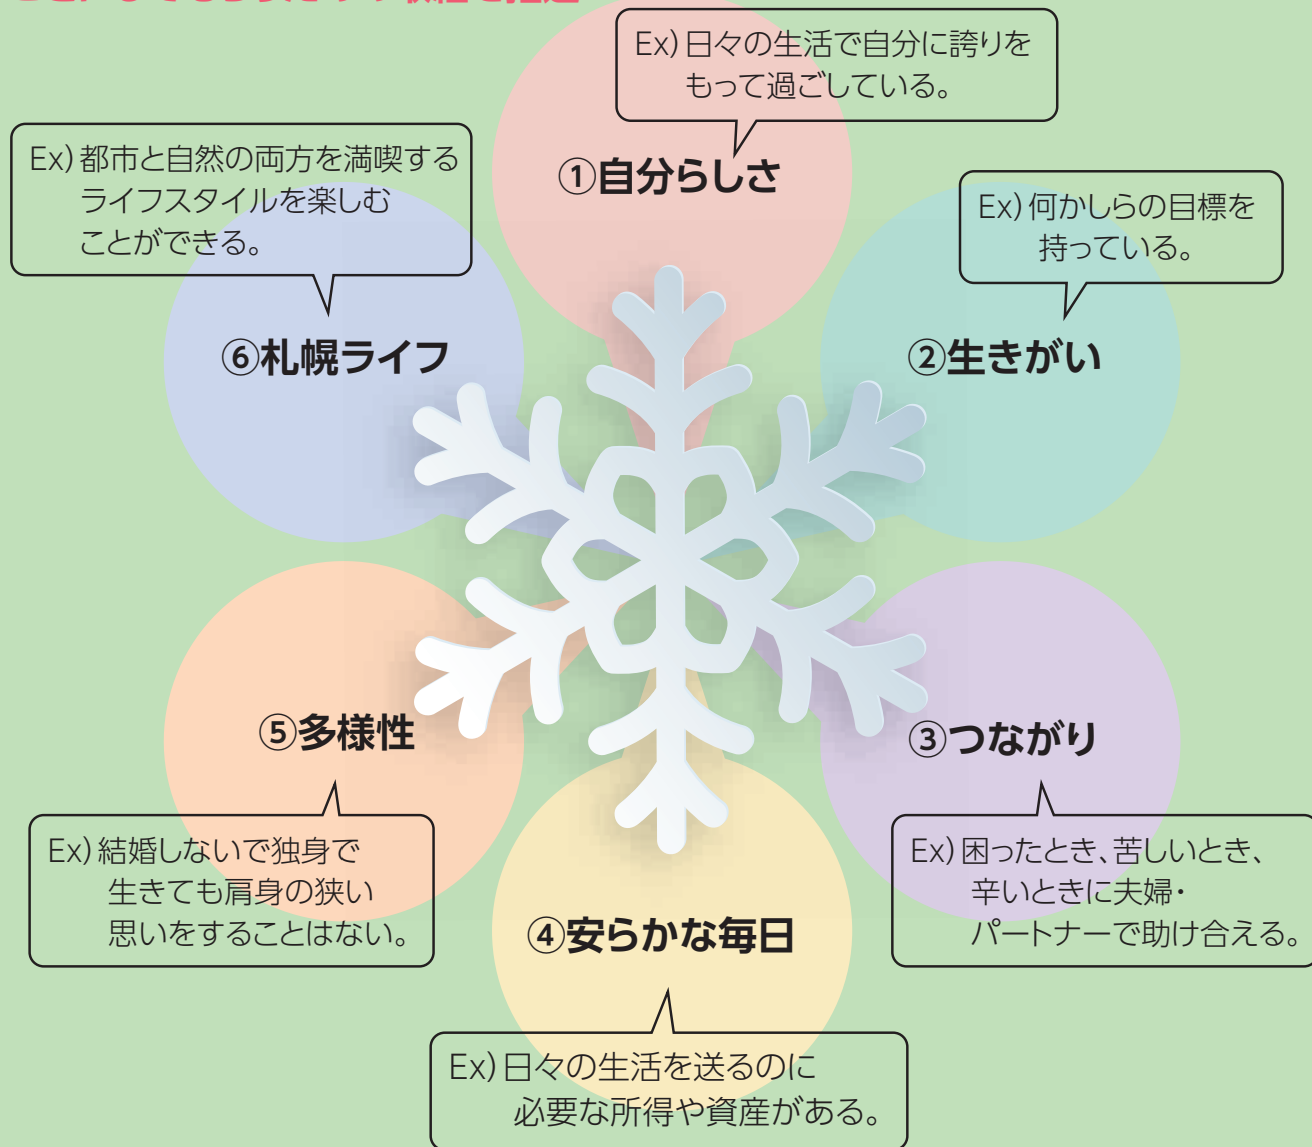 Ex)日々の生活で自分に誇りを
もって過ごしている。
①自分らしさ
Ex)何かしらの目標を
持っている。
②生きがい
③つながり
Ex)困ったとき、苦しいとき、
辛いときに夫婦・
パートナーで助け合える。
④安らかな毎日
Ex)日々の生活を送るのに
必要な所得や資産がある。
⑤多様性
Ex)結婚しないで独身で
生きても肩身の狭い
思いをすることはない。
Ex)都市と自然の両方を満喫する
ライフスタイルを楽しむ
ことができる。
⑥札幌ライフ